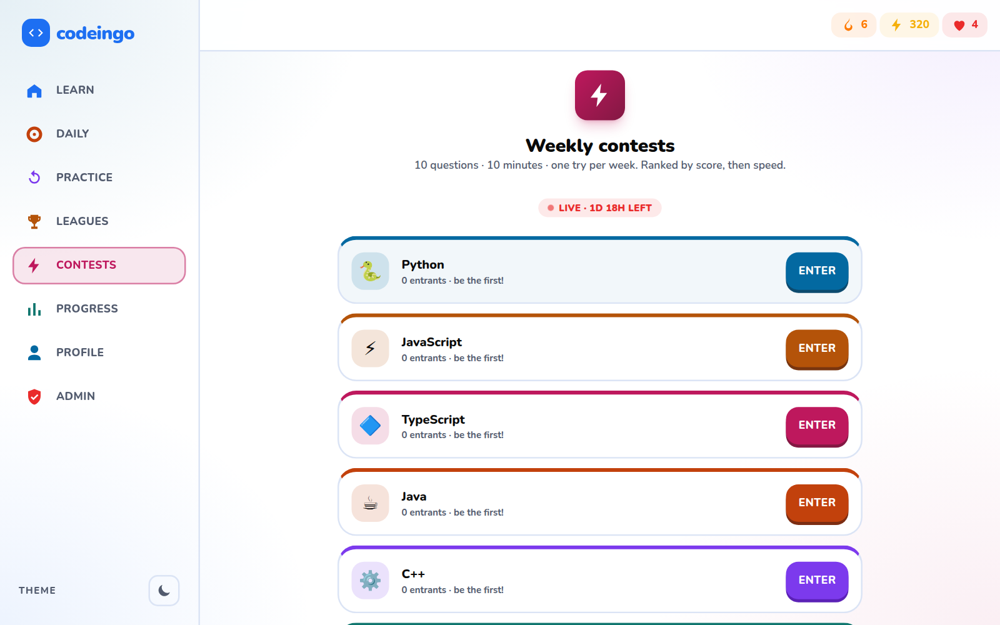 codeingo
6
320
4
LEARN
DAILY
PRACTICE
LEAGUES
CONTESTS
PROGRESS
PROFILE
ADMIN
THEME
Weekly contests
10 questions · 10 minutes · one try per week. Ranked by score, then speed.
LIVE · 1D 18H LEFT
Python
0 entrants · be the first!
ENTER
JavaScript
0 entrants · be the first!
ENTER
TypeScript
0 entrants · be the first!
ENTER
Java
0 entrants · be the first!
ENTER
C++
0 entrants · be the first!
ENTER